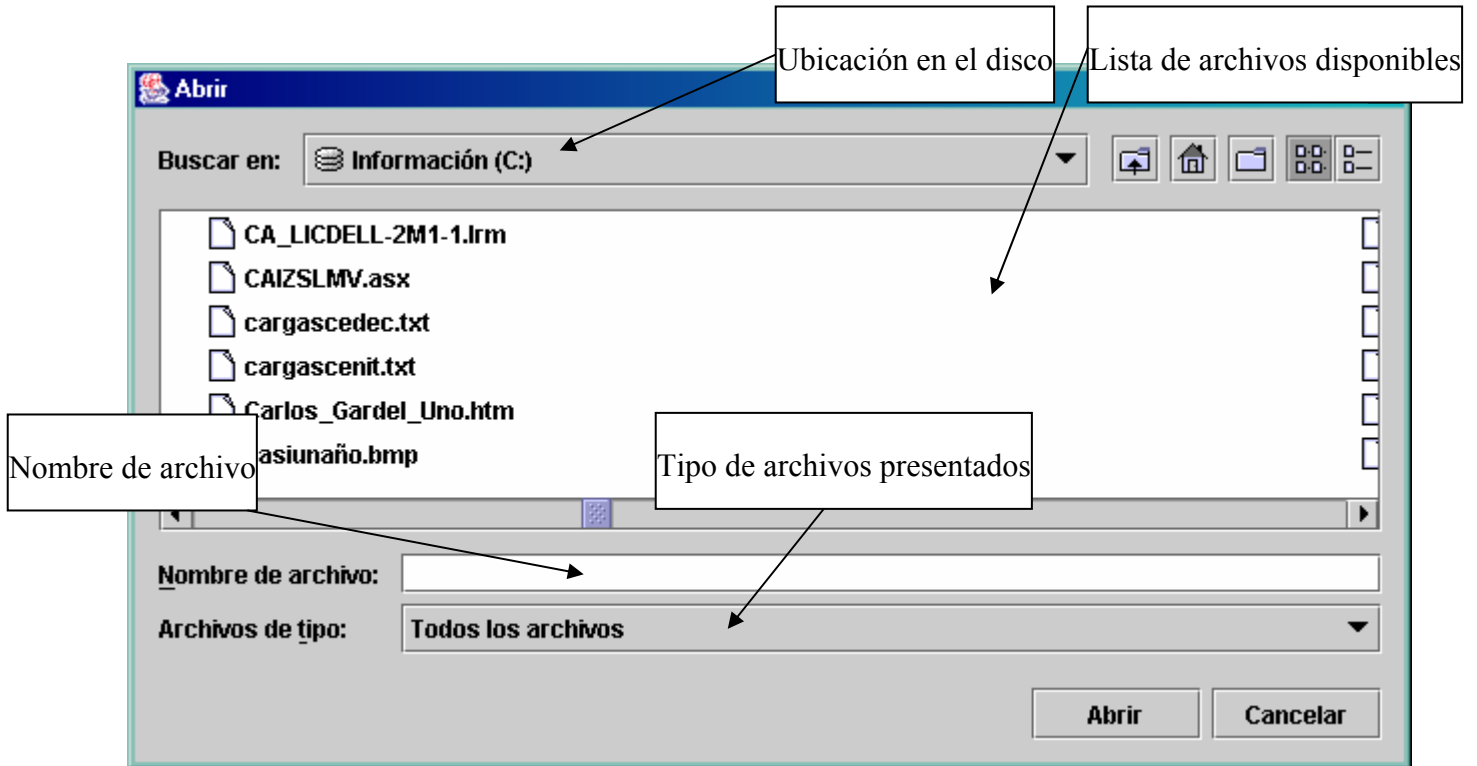 Ubicación en el disco
Lista de archivos disponibles
Abrir
Buscar en: Información (C:)
CA_LICDELL-2M1-1.lrm
CAIZSLMV.asx
cargascedec.txt
cargascenit.txt
Carlos_Gardel_Uno.htm
asiunaño.bmp
Nombre de archivo
Tipo de archivos presentados
Nombre de archivo:
Archivos de tipo: Todos los archivos
Abrir Cancelar